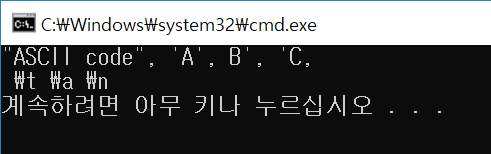 C:₩Windows₩system32₩cmd.exe
"ASCII code", 'A', B', 'C,
₩t ₩a ₩n
계속하려면 아무 키나 누르십시오 . . .